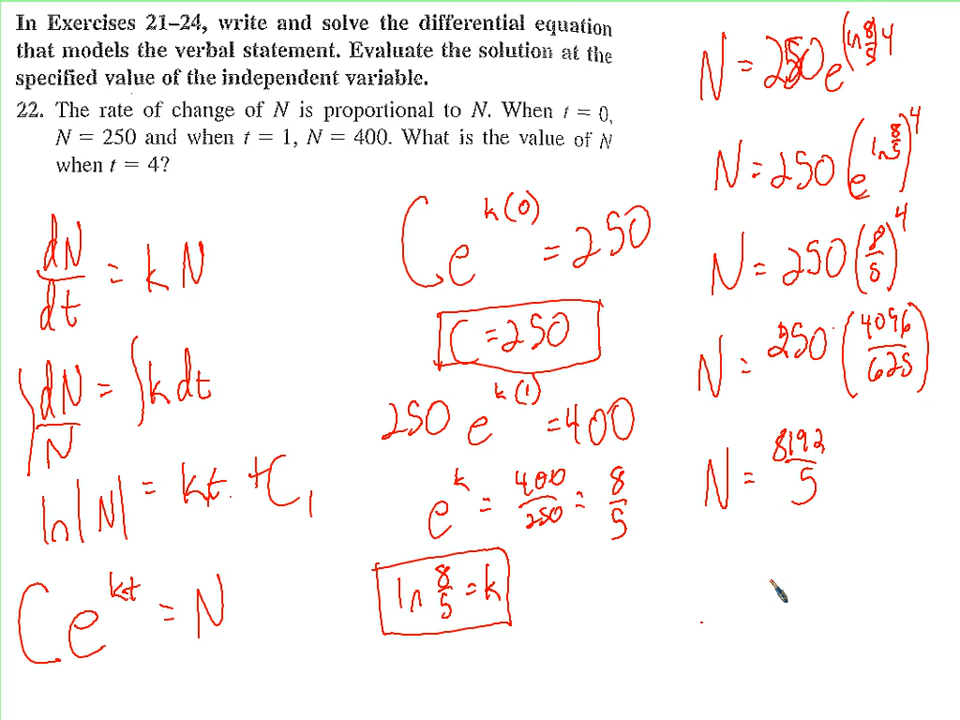 In Exercises 21–24, write and solve the differential equation
that models the verbal statement. Evaluate the solution at the
specified value of the independent variable.
22. The rate of change of N is proportional to N. When t = 0,
N = 250 and when t = 1, N = 400. What is the value of N
when t = 4?
dN/dt = kN
∫dN/N = ∫k dt
ln|N| = kt + C₁
Ce^{kt} = N
Ce^{k(0)} = 250
C = 250
250 e^{k(1)} = 400
e^k = 400/250 = 8/5
ln 8/5 = k
N = 250 e^{(ln 8/5)4}
N = 250 (e^{ln 8/5})^4
N = 250 (8/5)^4
N = 250 (4096/625)
N = 8192/5